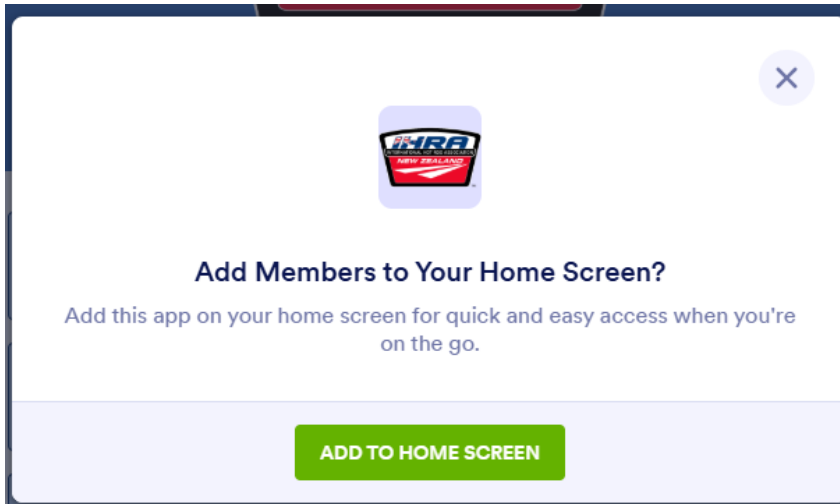 IHRA
INTERNATIONAL HOT ROD ASSOCIATION
NEW ZEALAND
Add Members to Your Home Screen?
Add this app on your home screen for quick and easy access when you're
on the go.
ADD TO HOME SCREEN